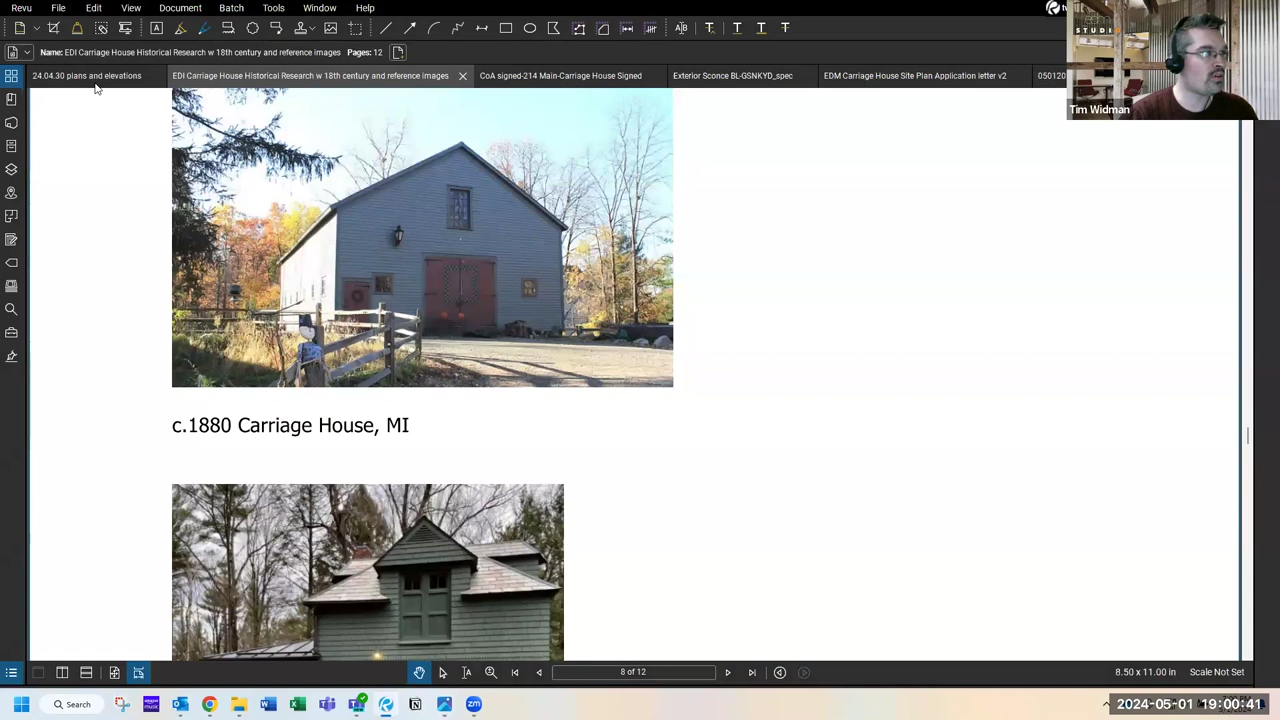 Revu File Edit View Document Batch Tools Window Help
Name: EDI Carriage House Historical Research w 18th century and reference images Pages: 12
24.04.30 plans and elevations
EDI Carriage House Historical Research w 18th century and reference images
CoA signed-214 Main-Carriage House Signed
Exterior Sconce BL-GSNKYD_spec
EDM Carriage House Site Plan Application letter v2
Tim Widman
c.1880 Carriage House, MI
8 of 12
8.50 x 11.00 in
Scale Not Set
Search
2024-05-01 19:00:41